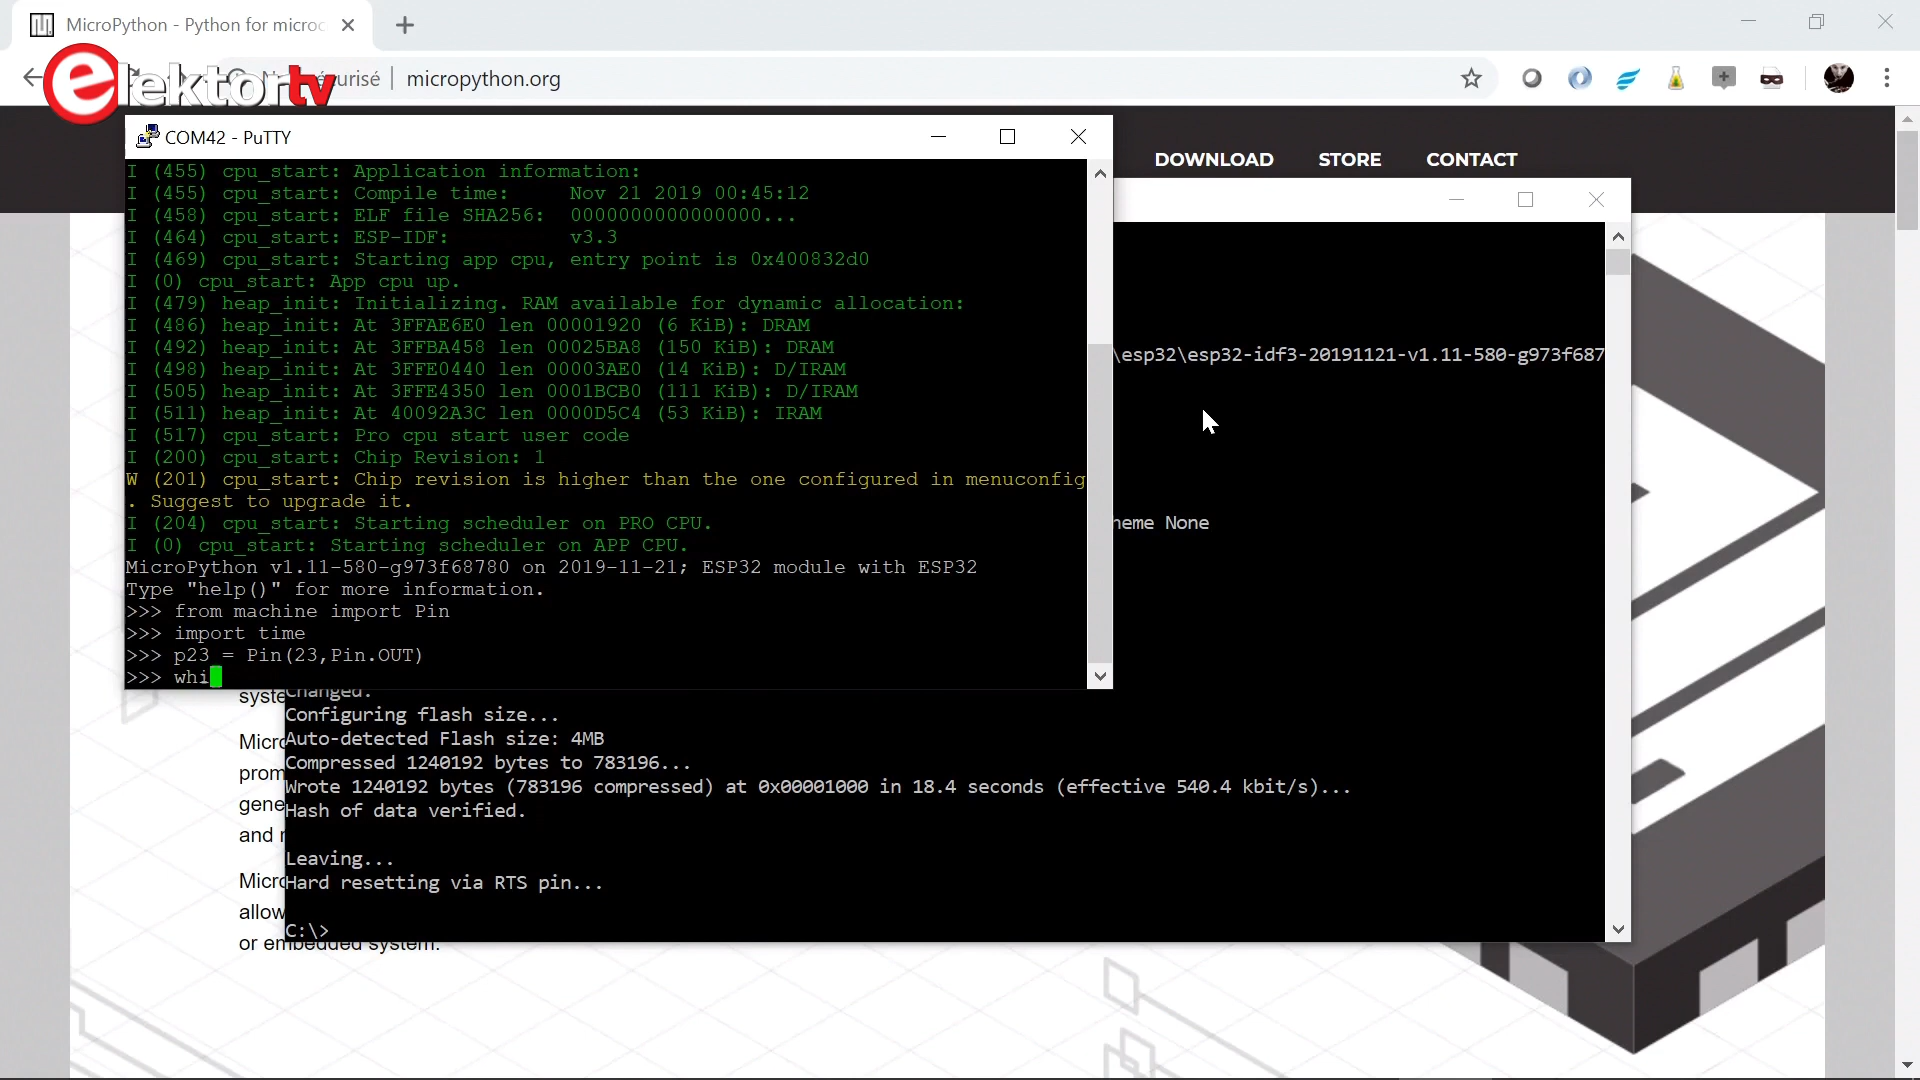 MicroPython - Python for microc
elektortv
urisé
micropython.org
DOWNLOAD STORE CONTACT
COM42 - PuTTY
I (455) cpu_start: Application information:
I (455) cpu_start: Compile time:     Nov 21 2019 00:45:12
I (458) cpu_start: ELF file SHA256:  0000000000000000...
I (464) cpu_start: ESP-IDF:          v3.3
I (469) cpu_start: Starting app cpu, entry point is 0x400832d0
I (0) cpu_start: App cpu up.
I (479) heap_init: Initializing. RAM available for dynamic allocation:
I (486) heap_init: At 3FFAE6E0 len 00001920 (6 KiB): DRAM
I (492) heap_init: At 3FFBA458 len 00025BA8 (150 KiB): DRAM
I (498) heap_init: At 3FFE0440 len 00003AE0 (14 KiB): D/IRAM
I (505) heap_init: At 3FFE4350 len 0001BCB0 (111 KiB): D/IRAM
I (511) heap_init: At 40092A3C len 0000D5C4 (53 KiB): IRAM
I (517) cpu_start: Pro cpu start user code
I (200) cpu_start: Chip Revision: 1
W (201) cpu_start: Chip revision is higher than the one configured in menuconfig
. Suggest to upgrade it.
I (204) cpu_start: Starting scheduler on PRO CPU.
I (0) cpu_start: Starting scheduler on APP CPU.
MicroPython v1.11-580-g973f68780 on 2019-11-21; ESP32 module with ESP32
Type "help()" for more information.
>>> from machine import Pin
>>> import time
>>> p23 = Pin(23,Pin.OUT)
>>> whi
\esp32\esp32-idf3-20191121-v1.11-580-g973f687
heme None
Changed.
Configuring flash size...
Auto-detected Flash size: 4MB
Compressed 1240192 bytes to 783196...
Wrote 1240192 bytes (783196 compressed) at 0x00001000 in 18.4 seconds (effective 540.4 kbit/s)...
Hash of data verified.
Leaving...
Hard resetting via RTS pin...
C:\>
syste
Micro
prom
gene
and
Micro
allow
or embedded system.